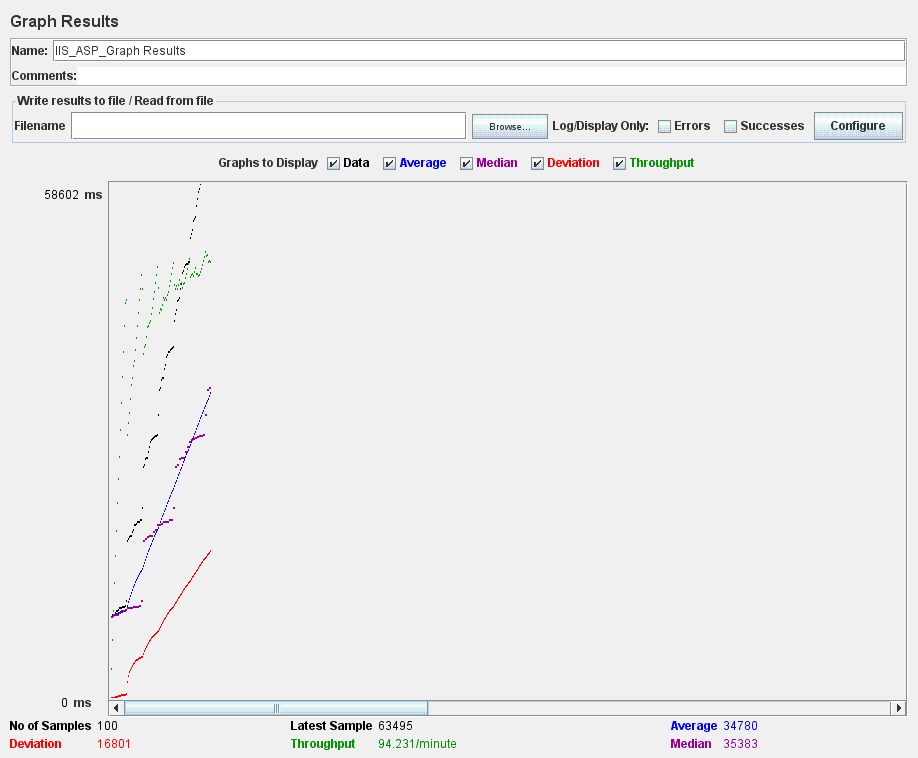 Graph Results
Name: IIS_ASP_Graph Results
Comments:
Write results to file / Read from file
Filename Browse... Log/Display Only: Errors Successes Configure
Graphs to Display Data Average Median Deviation Throughput
58602 ms
0 ms
No of Samples 100 Latest Sample 63495 Average 34780
Deviation 16801 Throughput 94.231/minute Median 35383